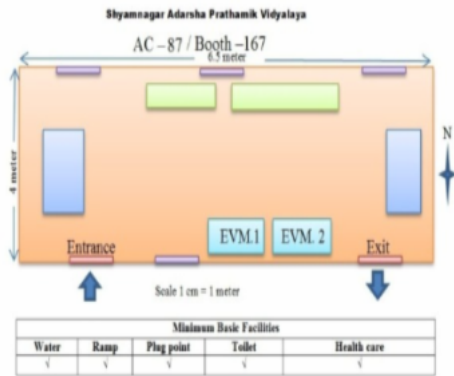 Shyamnagar Adarsha Prathamik Vidyalaya
AC – 87 / Booth –167
6.5 meter
4 meter
N
EVM.1 EVM. 2
Entrance Exit
Scale 1 cm = 1 meter
Minimum Basic Facilities
Water Ramp Plug point Toilet Health care
√ √ √ √ √